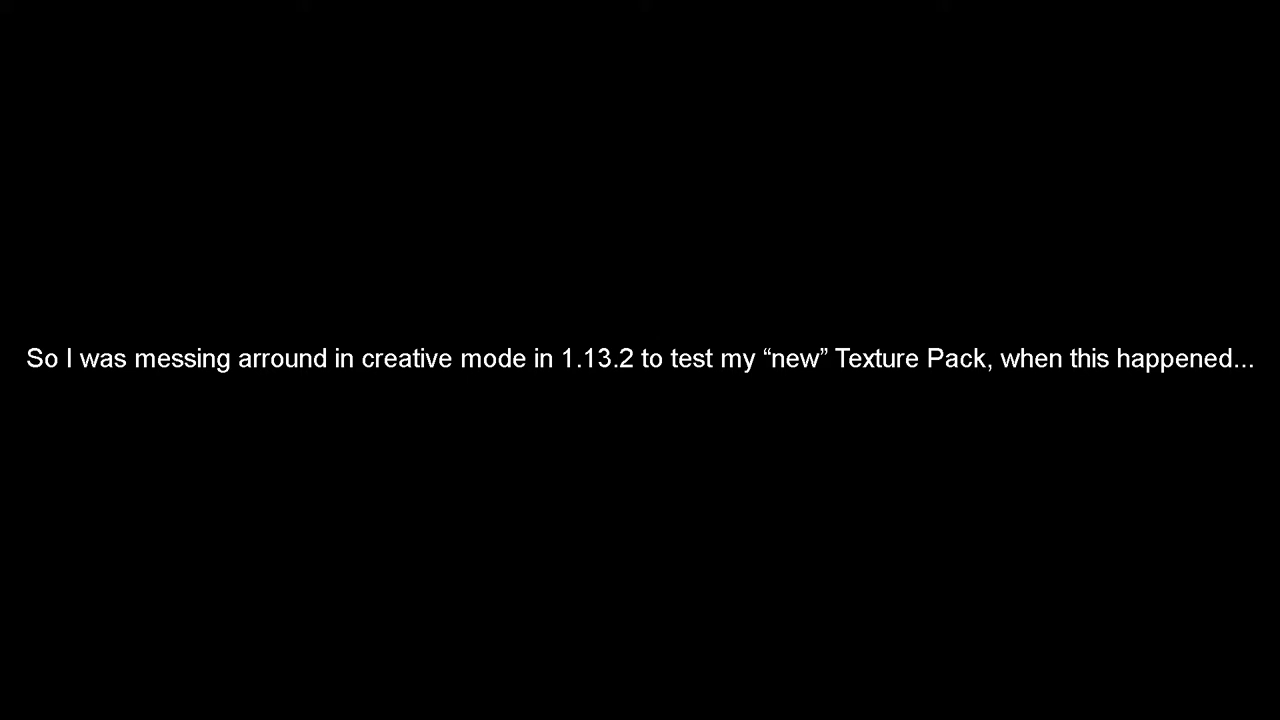 So I was messing arround in creative mode in 1.13.2 to test my “new” Texture Pack, when this happened...